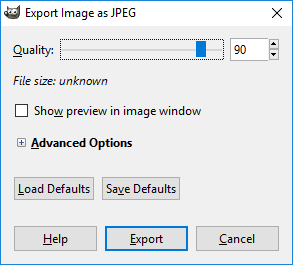 Export Image as JPEG
Quality: 90
File size: unknown
Show preview in image window
Advanced Options
Load Defaults Save Defaults
Help Export Cancel